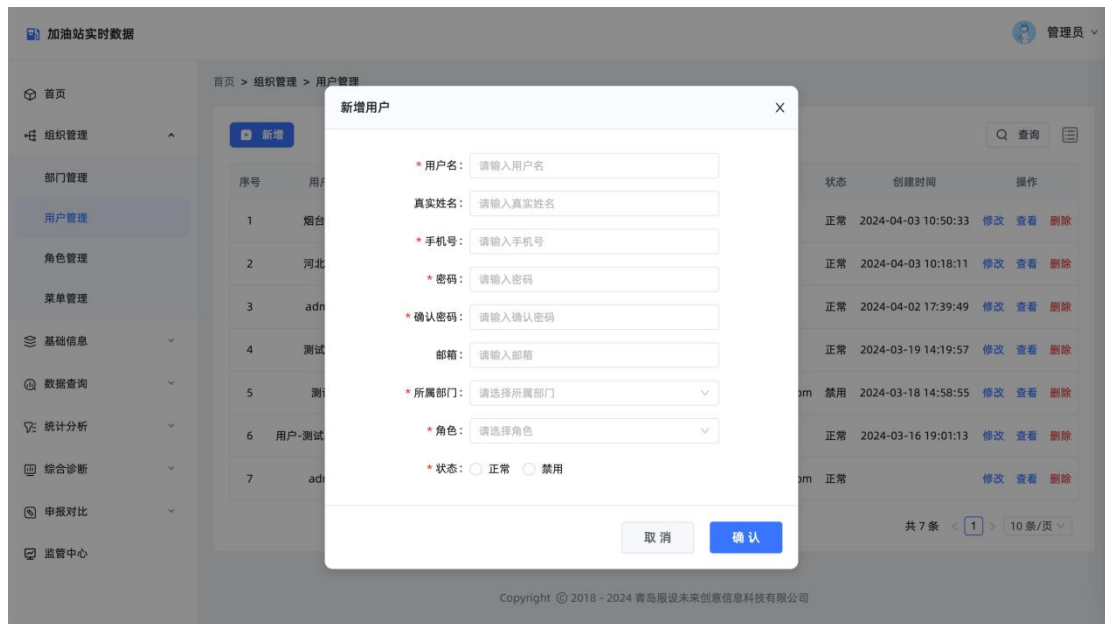 加油站实时数据
管理员
首页
组织管理
部门管理
用户管理
角色管理
菜单管理
基础信息
数据查询
统计分析
综合诊断
申报对比
监管中心
首页 > 组织管理 > 用户管理
新增
查询
序号 用户 状态 创建时间 操作
1 烟台 正常 2024-04-03 10:50:33 修改 查看 删除
2 河北 正常 2024-04-03 10:18:11 修改 查看 删除
3 adm 正常 2024-04-02 17:39:49 修改 查看 删除
4 测试 正常 2024-03-19 14:19:57 修改 查看 删除
5 测试 om 禁用 2024-03-18 14:58:55 修改 查看 删除
6 用户-测试 正常 2024-03-16 19:01:13 修改 查看 删除
7 adm om 正常 修改 查看 删除
共 7 条 < 1 > 10 条/页
新增用户 X
* 用户名: 请输入用户名
真实姓名: 请输入真实姓名
* 手机号: 请输入手机号
* 密码: 请输入密码
* 确认密码: 请输入确认密码
邮箱: 请输入邮箱
* 所属部门: 请选择所属部门
* 角色: 请选择角色
* 状态: 正常 禁用
取消 确认
Copyright © 2018 - 2024 青岛服设未来创意信息科技有限公司